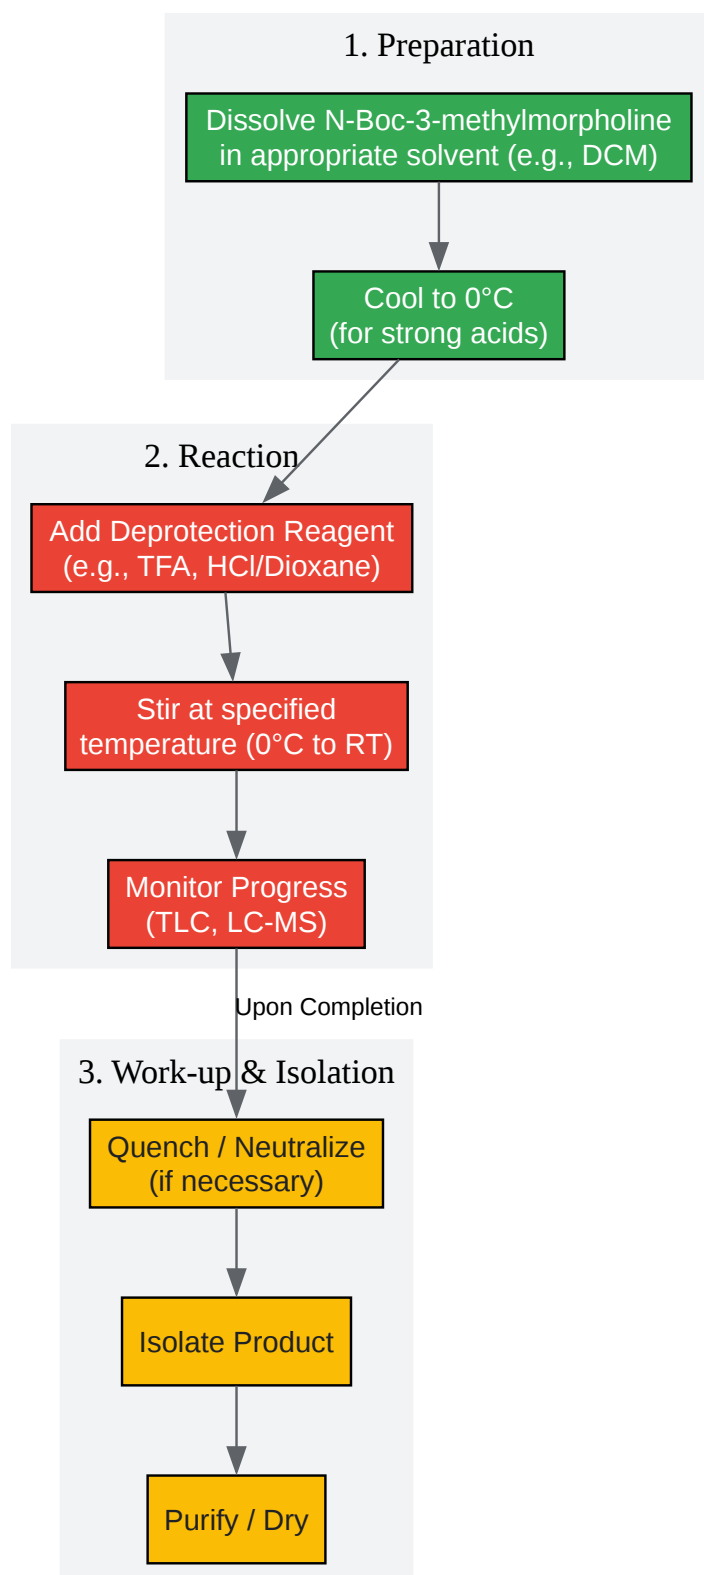 1. Preparation
Dissolve N-Boc-3-methylmorpholine
in appropriate solvent (e.g., DCM)
Cool to 0°C
(for strong acids)
2. Reaction
Add Deprotection Reagent
(e.g., TFA, HCl/Dioxane)
Stir at specified
temperature (0°C to RT)
Monitor Progress
(TLC, LC-MS)
Upon Completion
3. Work-up & Isolation
Quench / Neutralize
(if necessary)
Isolate Product
Purify / Dry